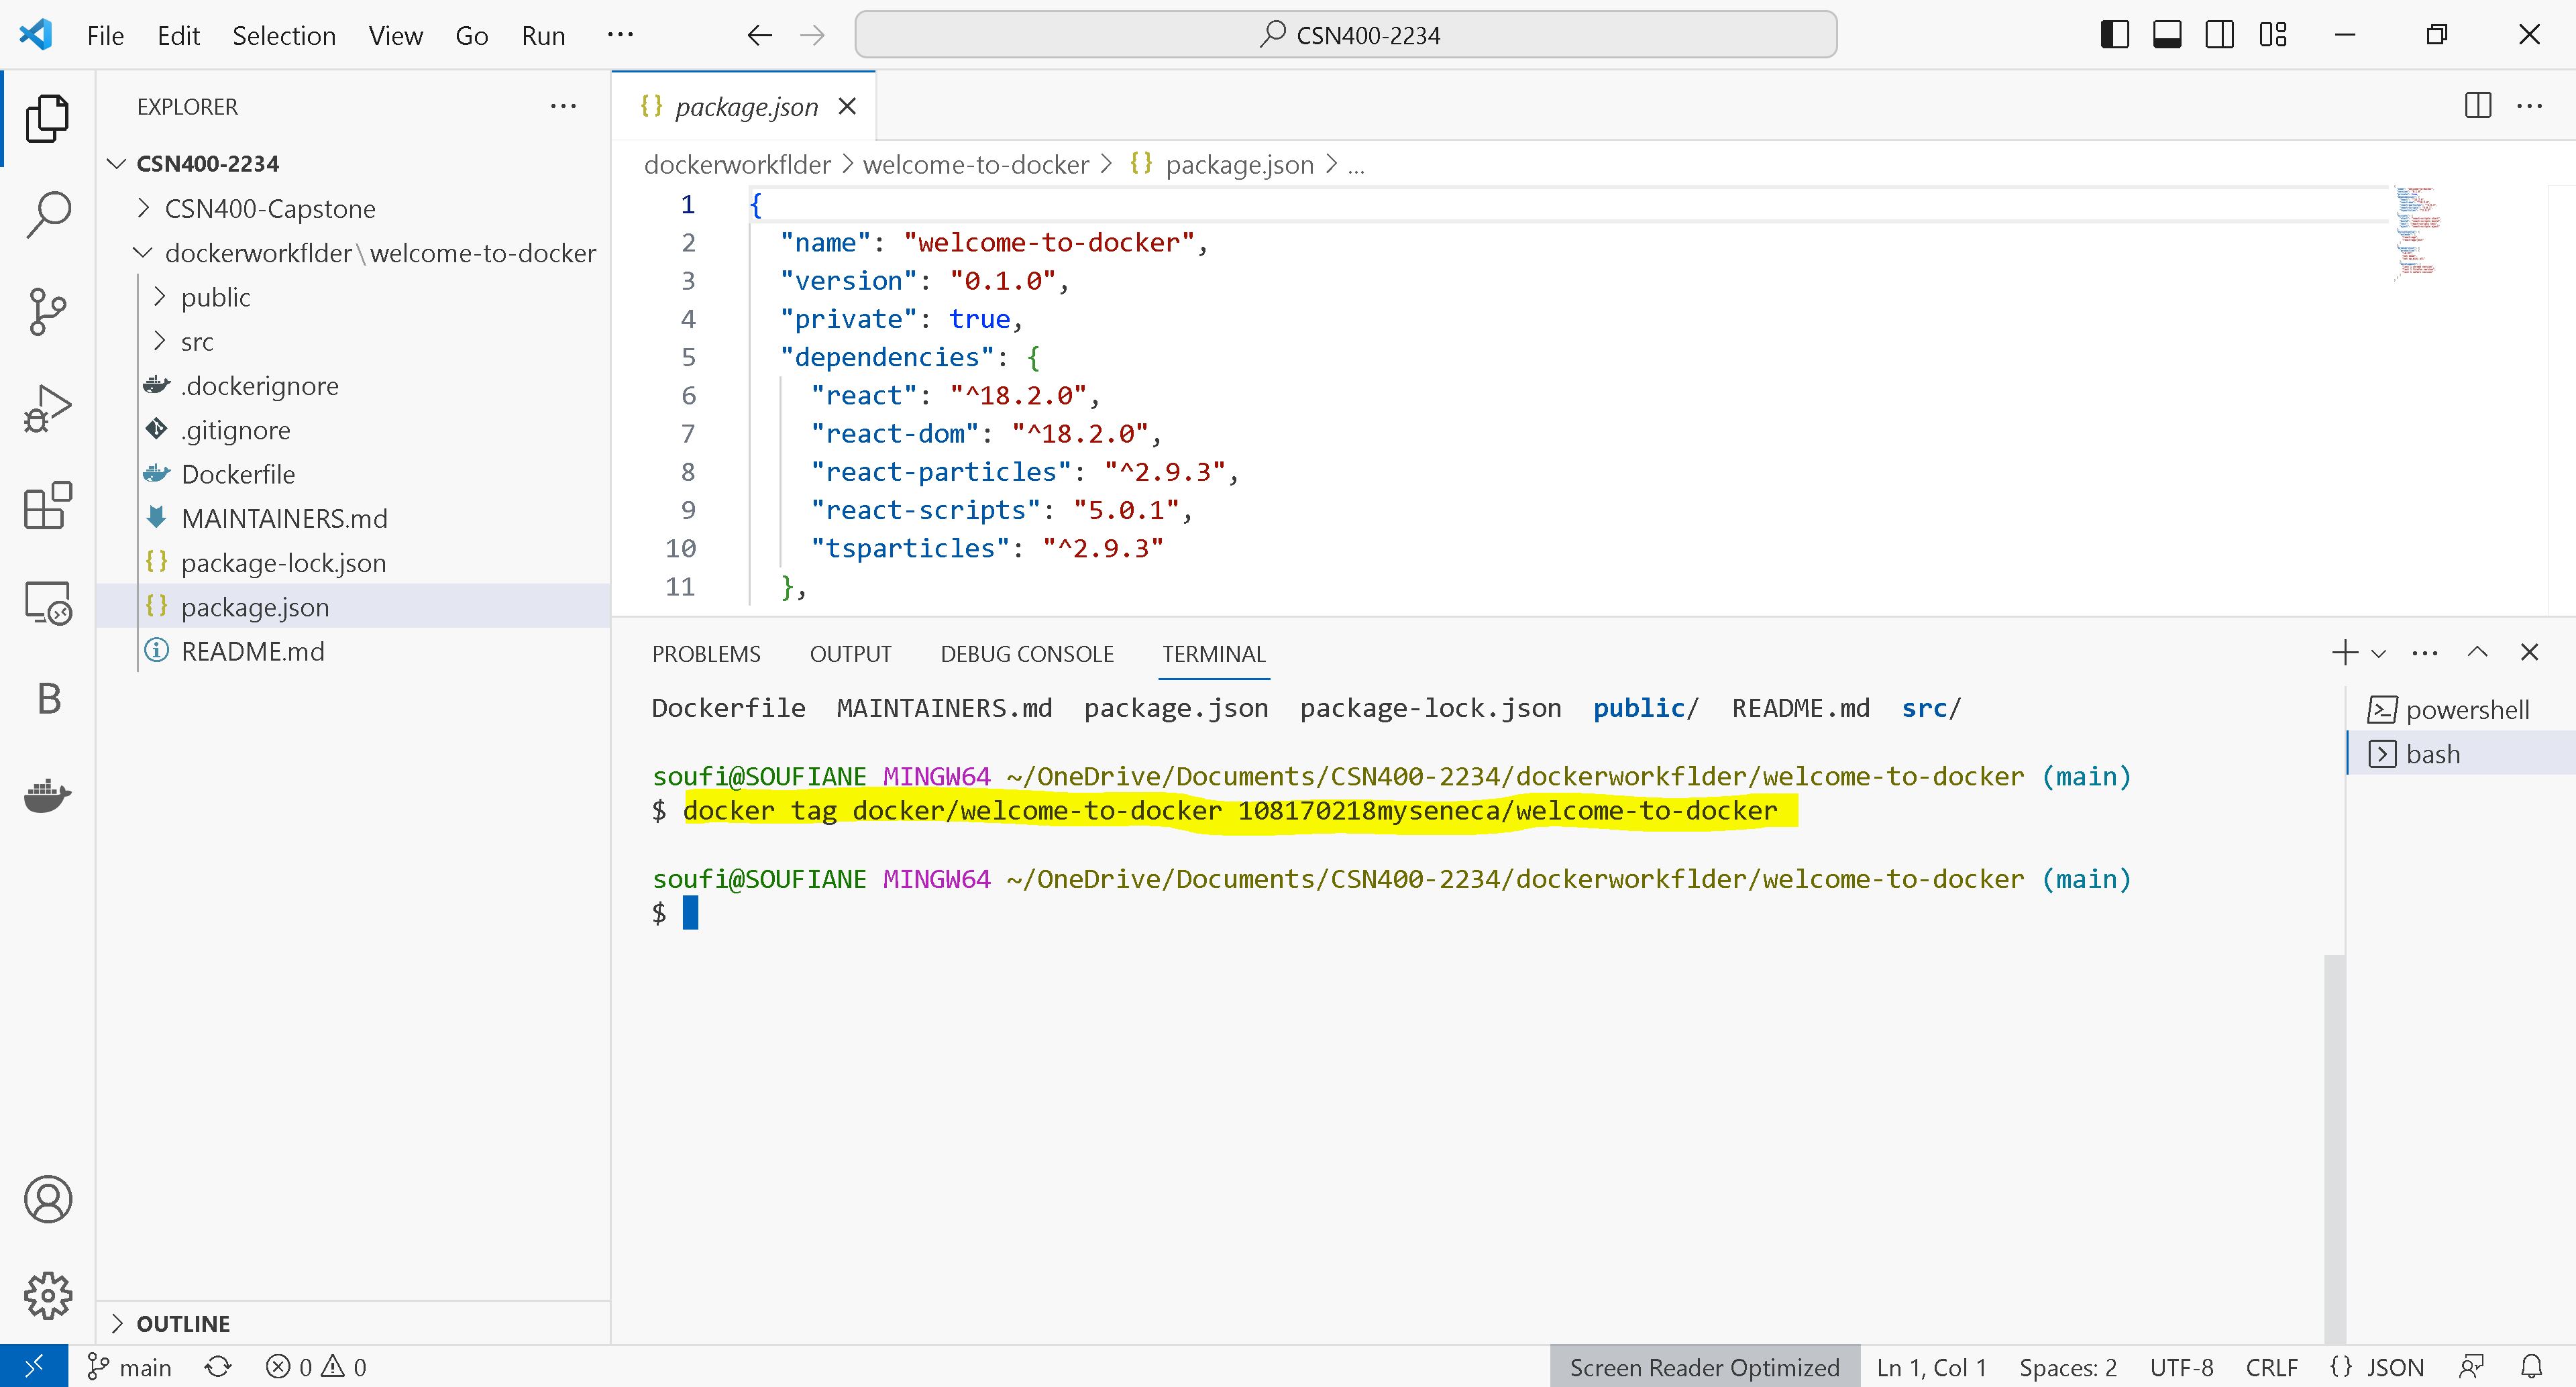 File Edit Selection View Go Run ···
CSN400-2234
EXPLORER
CSN400-2234
CSN400-Capstone
dockerworkflder\welcome-to-docker
public
src
.dockerignore
.gitignore
Dockerfile
MAINTAINERS.md
package-lock.json
package.json
README.md
OUTLINE
package.json
dockerworkflder > welcome-to-docker > {} package.json > ...
1 {
2 "name": "welcome-to-docker",
3 "version": "0.1.0",
4 "private": true,
5 "dependencies": {
6 "react": "^18.2.0",
7 "react-dom": "^18.2.0",
8 "react-particles": "^2.9.3",
9 "react-scripts": "5.0.1",
10 "tsparticles": "^2.9.3"
11 },
PROBLEMS OUTPUT DEBUG CONSOLE TERMINAL
Dockerfile MAINTAINERS.md package.json package-lock.json public/ README.md src/
soufi@SOUFIANE MINGW64 ~/OneDrive/Documents/CSN400-2234/dockerworkflder/welcome-to-docker (main)
$ docker tag docker/welcome-to-docker 108170218myseneca/welcome-to-docker
soufi@SOUFIANE MINGW64 ~/OneDrive/Documents/CSN400-2234/dockerworkflder/welcome-to-docker (main)
$
powershell
bash
main 0 0 Screen Reader Optimized Ln 1, Col 1 Spaces: 2 UTF-8 CRLF {} JSON